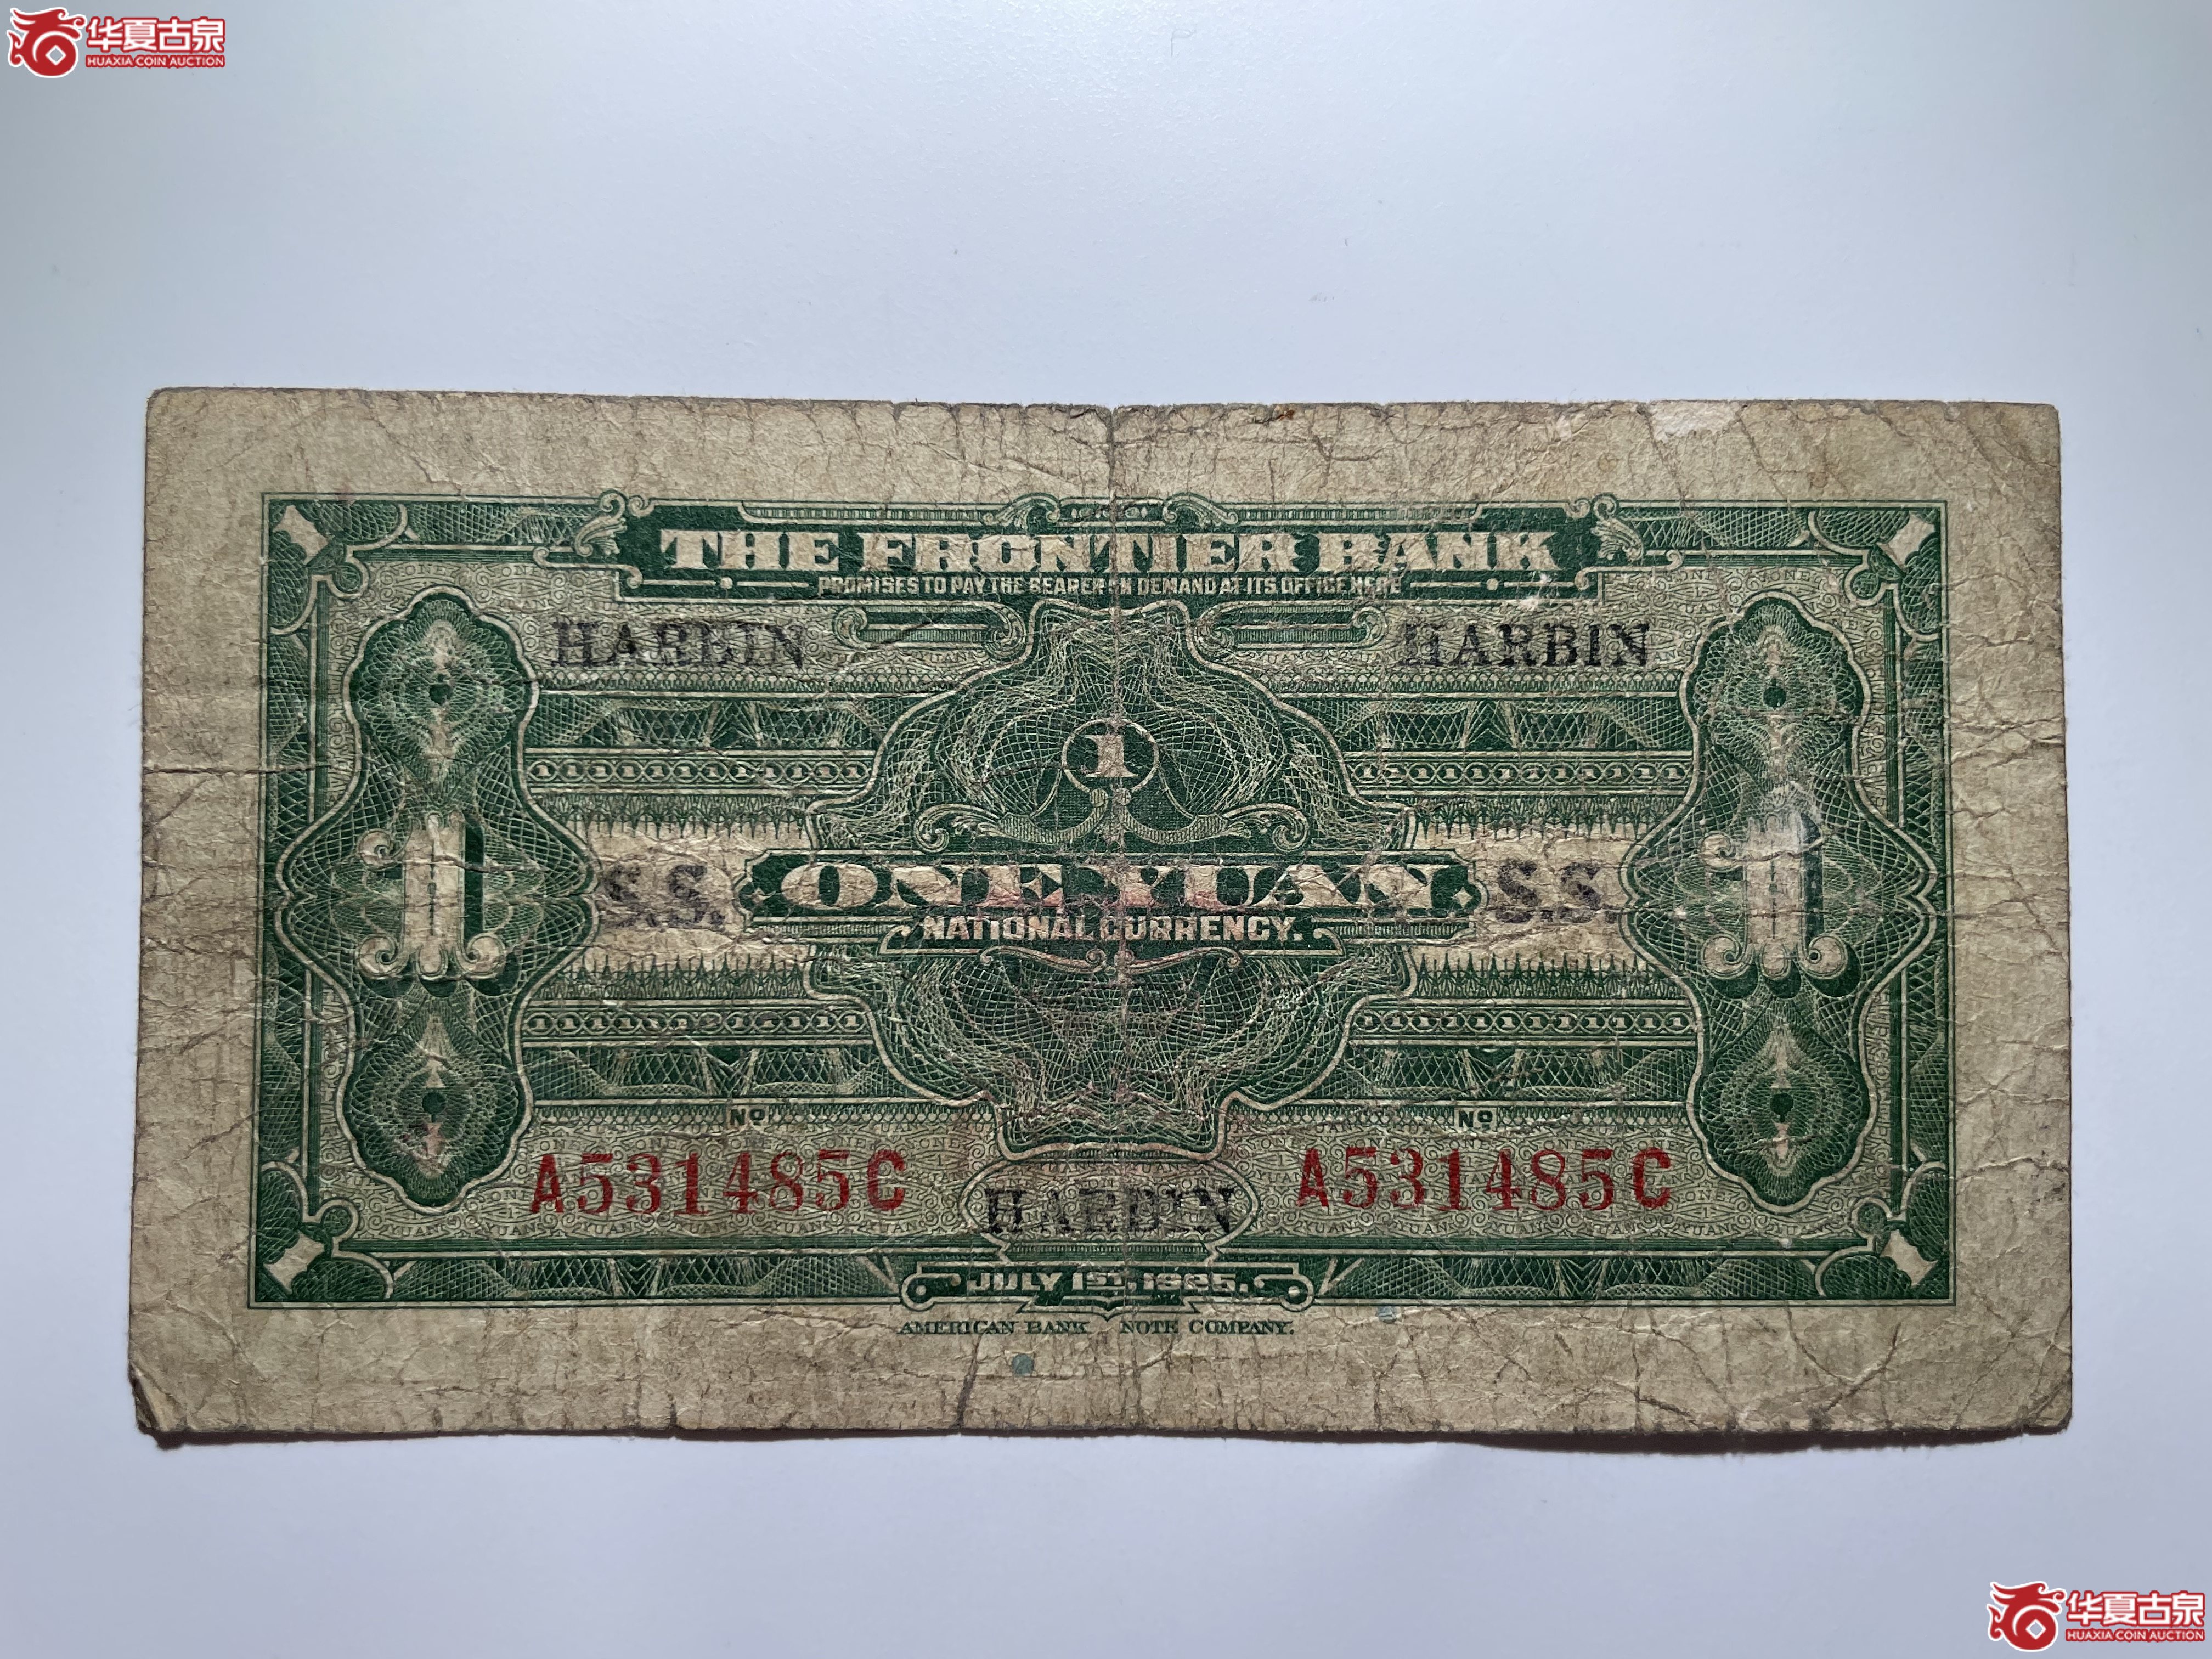 华夏古泉
HUAXIA COIN AUCTION
THE FRONTIER BANK
PROMISES TO PAY THE BEARER ON DEMAND AT ITS OFFICE HERE
HARBIN HARBIN
1
1 S.S. ONE YUAN. S.S. 1
NATIONAL CURRENCY.
Nº Nº
A531485C A531485C
HARBIN
JULY 1ST, 1925.
AMERICAN BANK NOTE COMPANY.
华夏古泉
HUAXIA COIN AUCTION